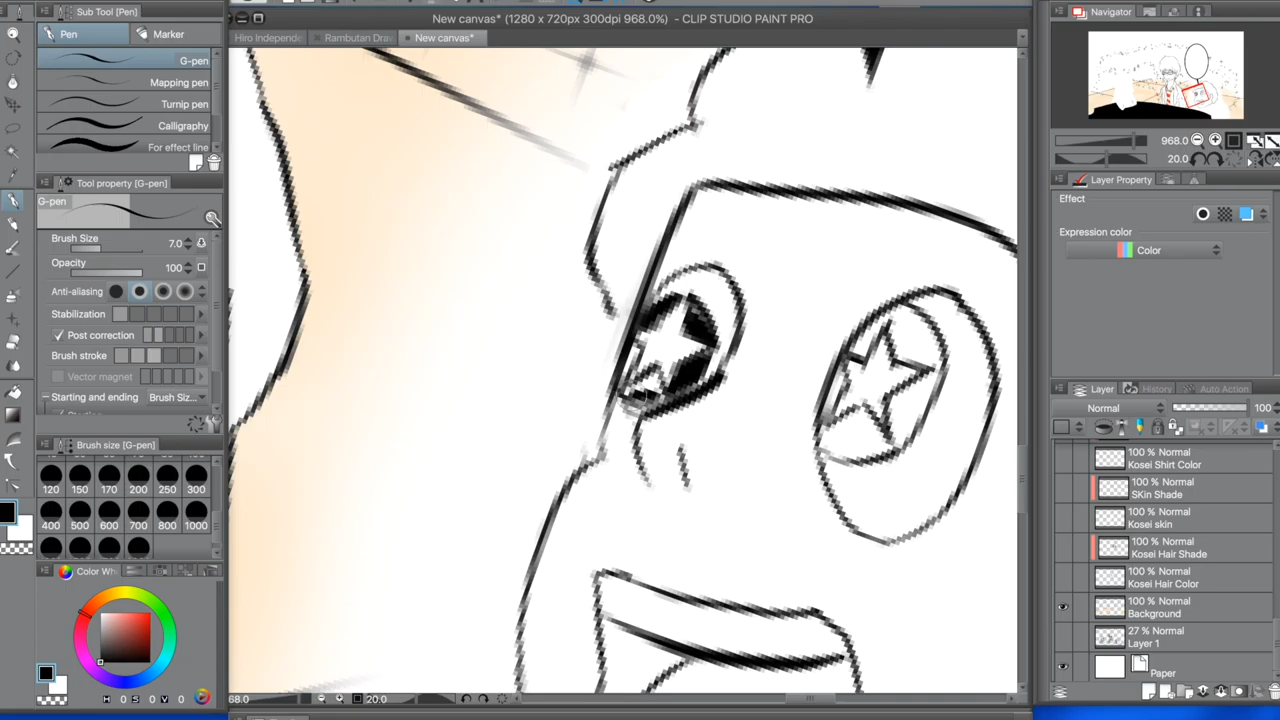 New canvas* (1280 x 720px 300dpi 968.0%) - CLIP STUDIO PAINT PRO
Sub Tool [Pen]
Pen
Marker
Hiro Independe
Rambutan Drav
New canvas*
G-pen
Mapping pen
Turnip pen
Calligraphy
For effect line
Tool property [G-pen]
G-pen
Brush Size 7.0
Opacity 100
Anti-aliasing
Stabilization
Post correction
Brush stroke
Vector magnet
Starting and ending Brush Siz...
Brush size [G-pen]
120 150 170 200 250 300
400 500 600 700 800 1000
Color Wh
H 0 S 0 V 0
68.0
20.0
Navigator
968.0
20.0
Layer Property
Effect
Expression color
Color
Layer
History
Auto Action
Normal
100
100 % Normal
Kosei Shirt Color
100 % Normal
SKin Shade
100 % Normal
Kosei skin
100 % Normal
Kosei Hair Shade
100 % Normal
Kosei Hair Color
100 % Normal
Background
27 % Normal
Layer 1
Paper